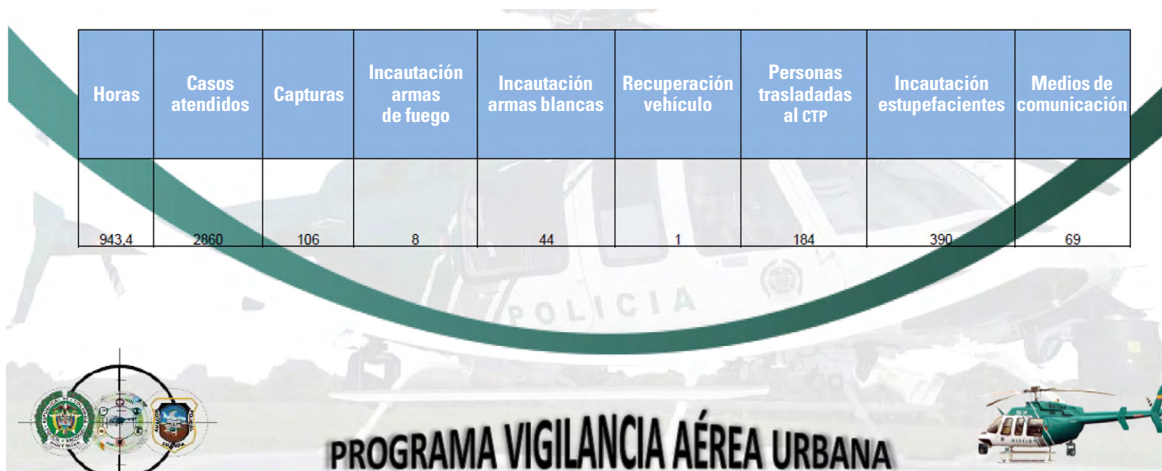 Horas
Casos
atendidos
Capturas
Incautación
armas
de fuego
Incautación
armas blancas
Recuperación
vehículo
Personas
trasladadas
al CTP
Incautación
estupefacientes
Medios de
comunicación
943,4
2860
106
8
44
1
184
390
69
POLICIA
PROGRAMA VIGILANCIA AÉREA URBANA